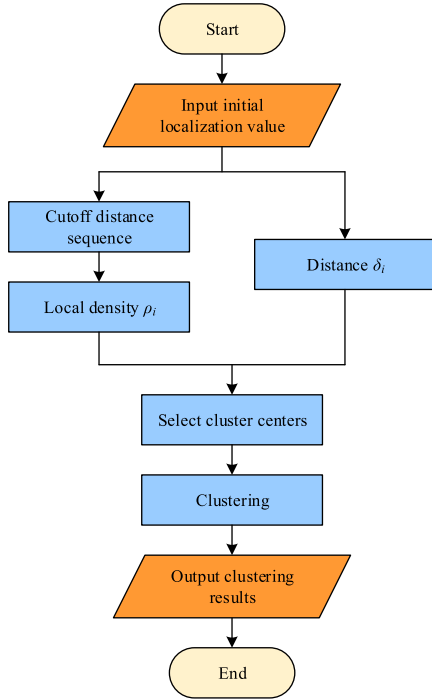 Start
Input initial
localization value
Cutoff distance
sequence
Distance δᵢ
Local density ρᵢ
Select cluster centers
Clustering
Output clustering
results
End